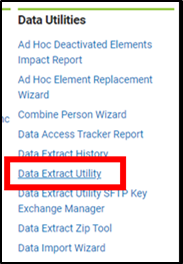 Data Utilities
Ad Hoc Deactivated Elements
Impact Report
Ad Hoc Element Replacement
Wizard
nc
Combine Person Wizard
Data Access Tracker Report
Data Extract History
Data Extract Utility
Data Extract Utility SFTP Key
Exchange Manager
Data Extract Zip Tool
Data Import Wizard